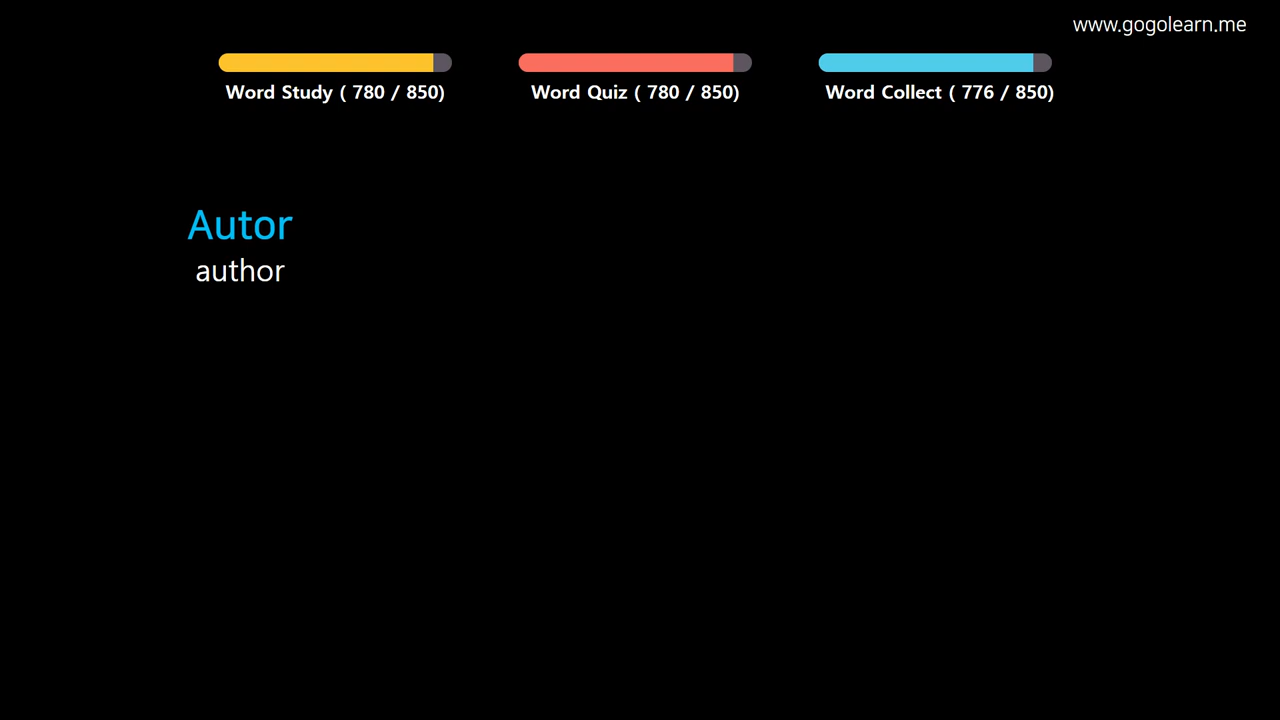 www.gogolearn.me
Word Study ( 780 / 850)
Word Quiz ( 780 / 850)
Word Collect ( 776 / 850)
Autor
author